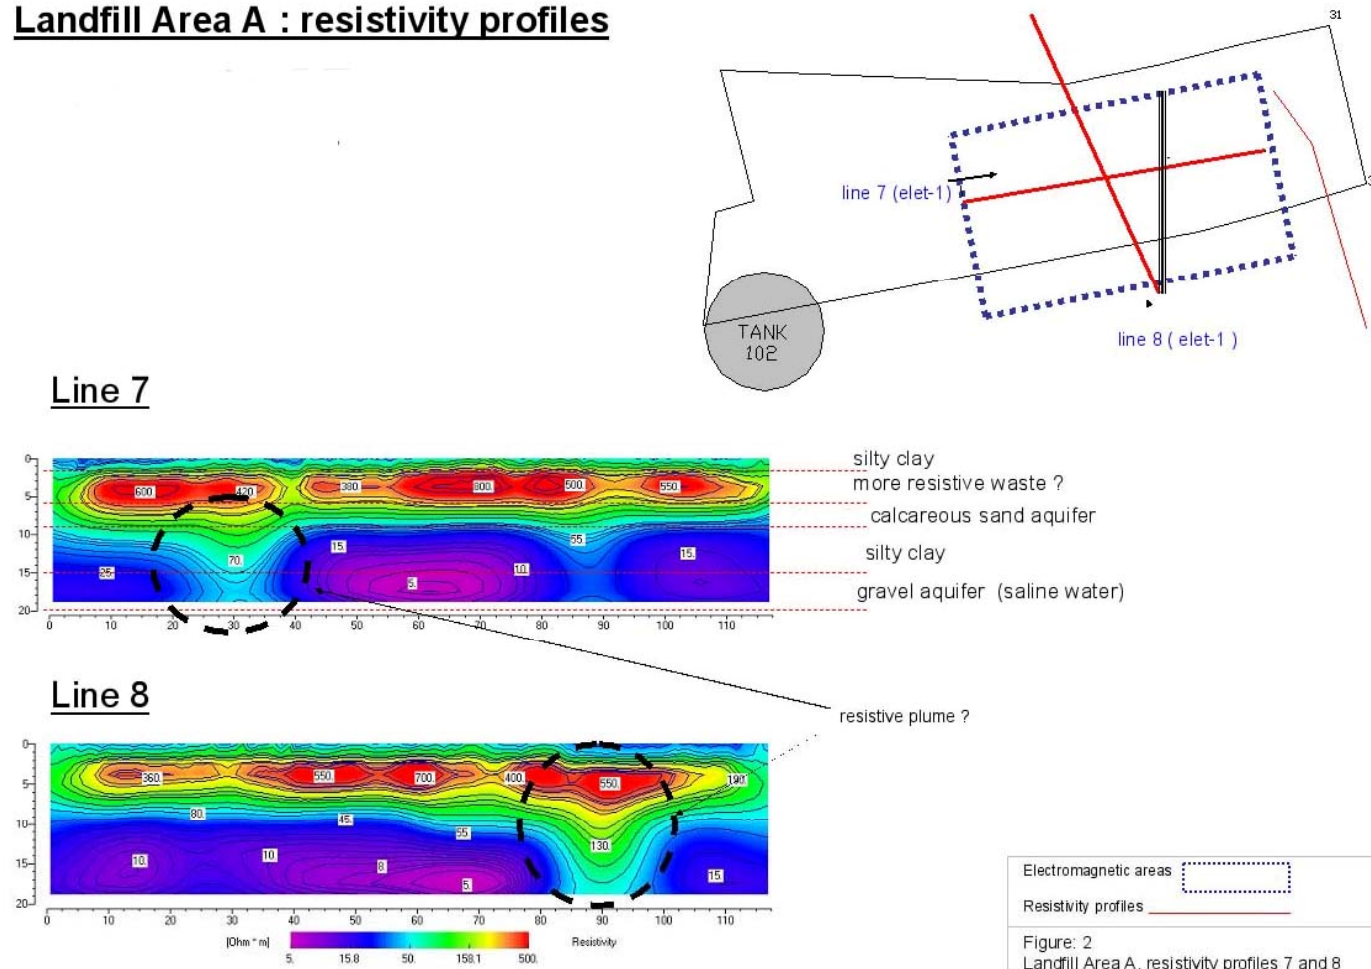 Landfill Area A : resistivity profiles
31
3
line 7 (elet-1)
TANK
102
line 8 ( elet-1 )
Line 7
0
5
10
15
20
600. 420. 380. 800. 500. 550.
70. 15. 55. 15.
25. 5. 10.
0 10 20 30 40 50 60 70 80 90 100 110
silty clay
more resistive waste ?
calcareous sand aquifer
silty clay
gravel aquifer (saline water)
resistive plume ?
Line 8
0
5
10
15
20
360. 550. 700. 400. 550. 190.
80. 45. 55. 130.
10. 10. 8 5. 15.
0 10 20 30 40 50 60 70 80 90 100 110
[Ohm * m] Resistivity
5. 15.8 50. 158.1 500.
Electromagnetic areas
Resistivity profiles
Figure: 2
Landfill Area A, resistivity profiles 7 and 8